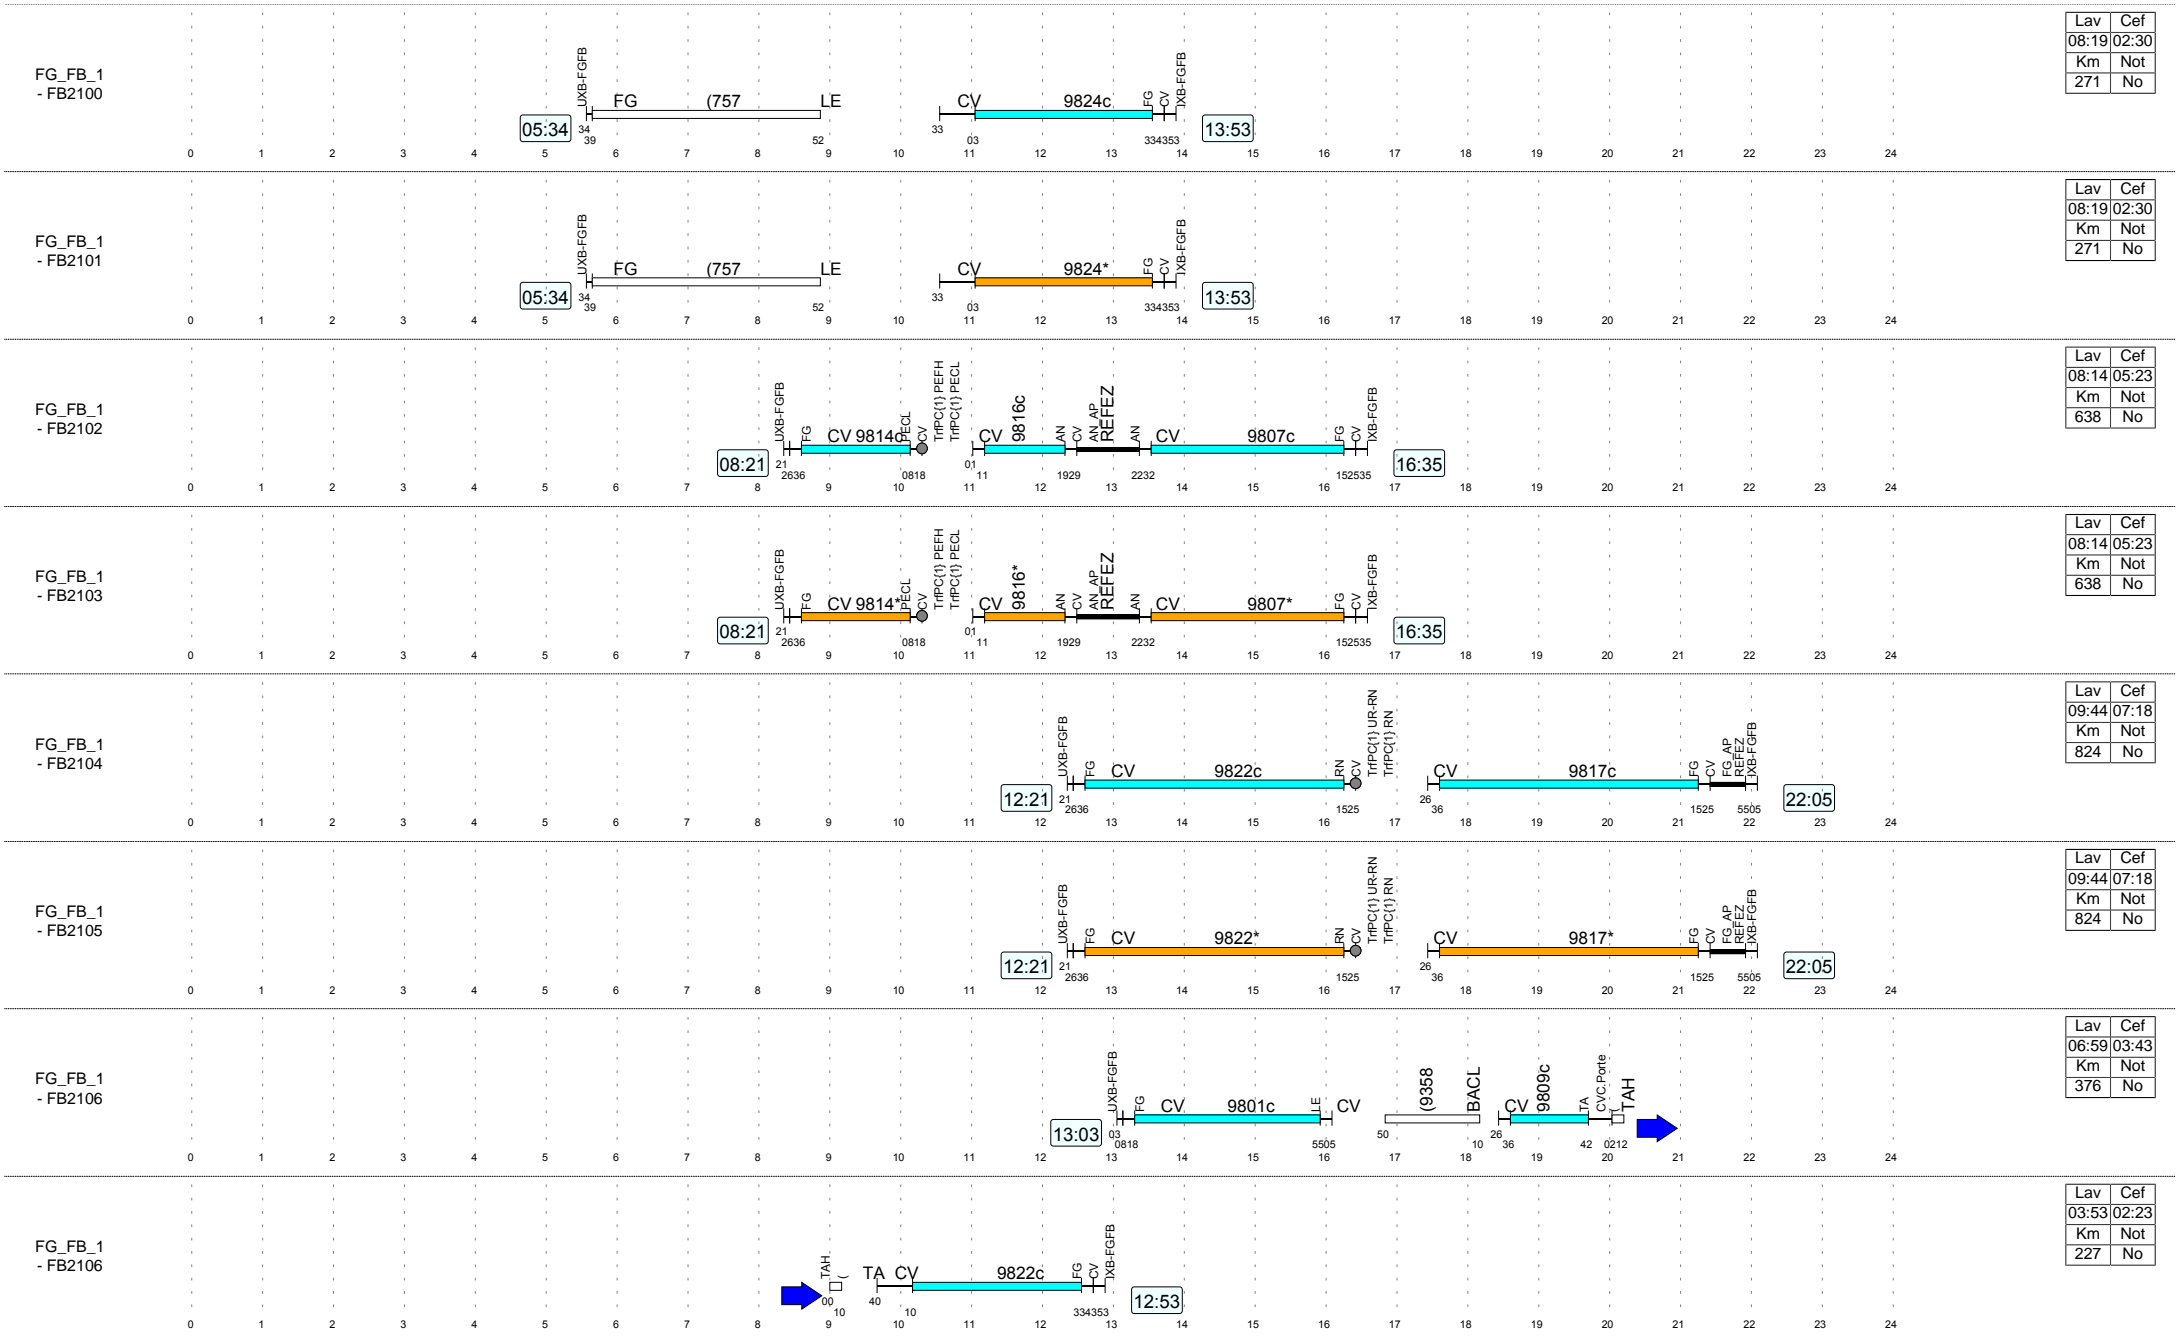 FG_FB_1
- FB2100
05:34
UXB-FGFB
34
39
FG (757 LE
52
33
CV 9824c
03
FG
CV
IXB-FGFB
334353
13:53
Lav Cef
08:19 02:30
Km Not
271 No
0 1 2 3 4 5 6 7 8 9 10 11 12 13 14 15 16 17 18 19 20 21 22 23 24
FG_FB_1
- FB2101
05:34
UXB-FGFB
34
39
FG (757 LE
52
33
CV 9824*
03
FG
CV
IXB-FGFB
334353
13:53
Lav Cef
08:19 02:30
Km Not
271 No
0 1 2 3 4 5 6 7 8 9 10 11 12 13 14 15 16 17 18 19 20 21 22 23 24
FG_FB_1
- FB2102
08:21
UXB-FGFB
21
2636
FG
CV 9814c
PECL
CV
0818
TrfPC{1} PEFH
TrfPC{1} PECL
01
11
CV 9816c
AN
CV
1929
AN_AP
REFEZ
AN
2232
CV 9807c
FG
CV
IXB-FGFB
152535
16:35
Lav Cef
08:14 05:23
Km Not
638 No
0 1 2 3 4 5 6 7 8 9 10 11 12 13 14 15 16 17 18 19 20 21 22 23 24
FG_FB_1
- FB2103
08:21
UXB-FGFB
21
2636
FG
CV 9814*
PECL
CV
0818
TrfPC{1} PEFH
TrfPC{1} PECL
01
11
CV 9816*
AN
CV
1929
AN_AP
REFEZ
AN
2232
CV 9807*
FG
CV
IXB-FGFB
152535
16:35
Lav Cef
08:14 05:23
Km Not
638 No
0 1 2 3 4 5 6 7 8 9 10 11 12 13 14 15 16 17 18 19 20 21 22 23 24
FG_FB_1
- FB2104
12:21
UXB-FGFB
21
2636
FG
CV 9822c
RN
CV
1525
TrfPC{1} UR-RN
TrfPC{1} RN
26
36
CV 9817c
FG
CV
1525
FG_AP
REFEZ
IXB-FGFB
5505
22:05
Lav Cef
09:44 07:18
Km Not
824 No
0 1 2 3 4 5 6 7 8 9 10 11 12 13 14 15 16 17 18 19 20 21 22 23 24
FG_FB_1
- FB2105
12:21
UXB-FGFB
21
2636
FG
CV 9822*
RN
CV
1525
TrfPC{1} UR-RN
TrfPC{1} RN
26
36
CV 9817*
FG
CV
1525
FG_AP
REFEZ
IXB-FGFB
5505
22:05
Lav Cef
09:44 07:18
Km Not
824 No
0 1 2 3 4 5 6 7 8 9 10 11 12 13 14 15 16 17 18 19 20 21 22 23 24
FG_FB_1
- FB2106
13:03
UXB-FGFB
03
0818
FG
CV 9801c
LE
5505
CV
50
(9358
BACL
10
26
36
CV 9809c
TA
42
CVC.Porte
0212
(
TAH
Lav Cef
06:59 03:43
Km Not
376 No
0 1 2 3 4 5 6 7 8 9 10 11 12 13 14 15 16 17 18 19 20 21 22 23 24
FG_FB_1
- FB2106
TAH
(
00
10
TA CV 9822c
40
10
FG
CV
IXB-FGFB
334353
12:53
Lav Cef
03:53 02:23
Km Not
227 No
0 1 2 3 4 5 6 7 8 9 10 11 12 13 14 15 16 17 18 19 20 21 22 23 24